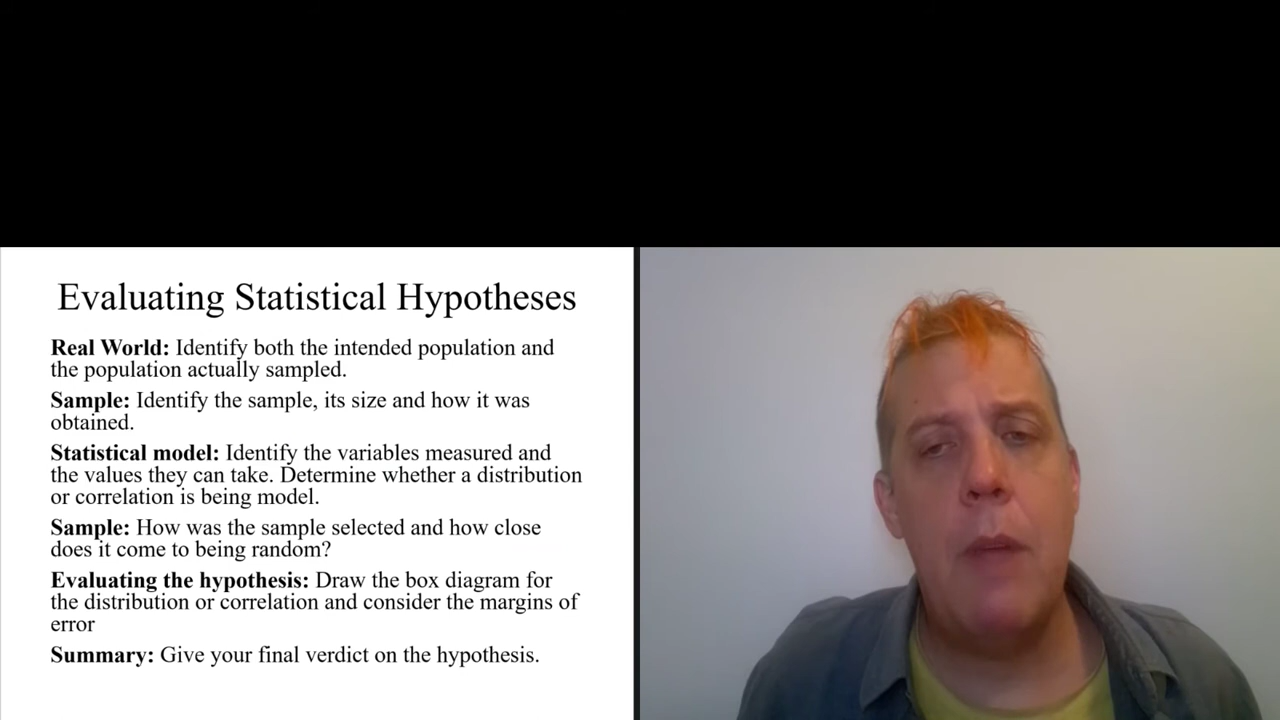 Evaluating Statistical Hypotheses
Real World: Identify both the intended population and
the population actually sampled.
Sample: Identify the sample, its size and how it was
obtained.
Statistical model: Identify the variables measured and
the values they can take. Determine whether a distribution
or correlation is being model.
Sample: How was the sample selected and how close
does it come to being random?
Evaluating the hypothesis: Draw the box diagram for
the distribution or correlation and consider the margins of
error
Summary: Give your final verdict on the hypothesis.